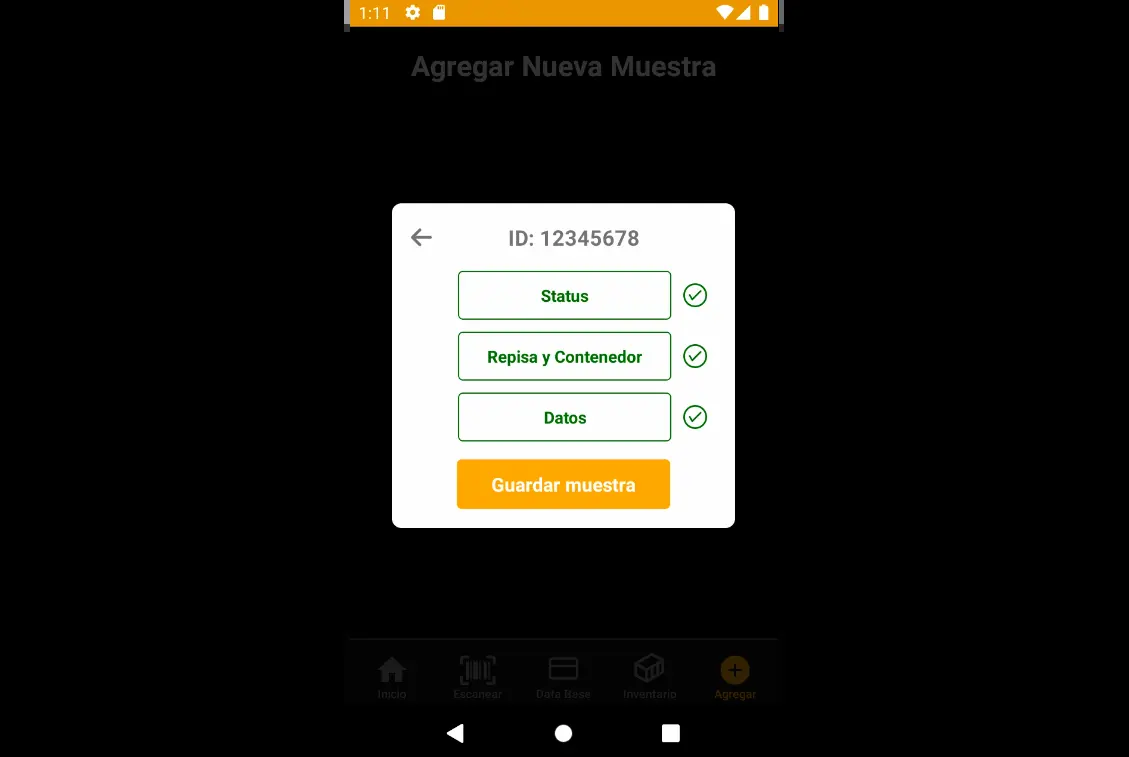 1:11
Agregar Nueva Muestra
ID: 12345678
Status
Repisa y Contenedor
Datos
Guardar muestra
Inicio
Escanear
Data Base
Inventario
Agregar